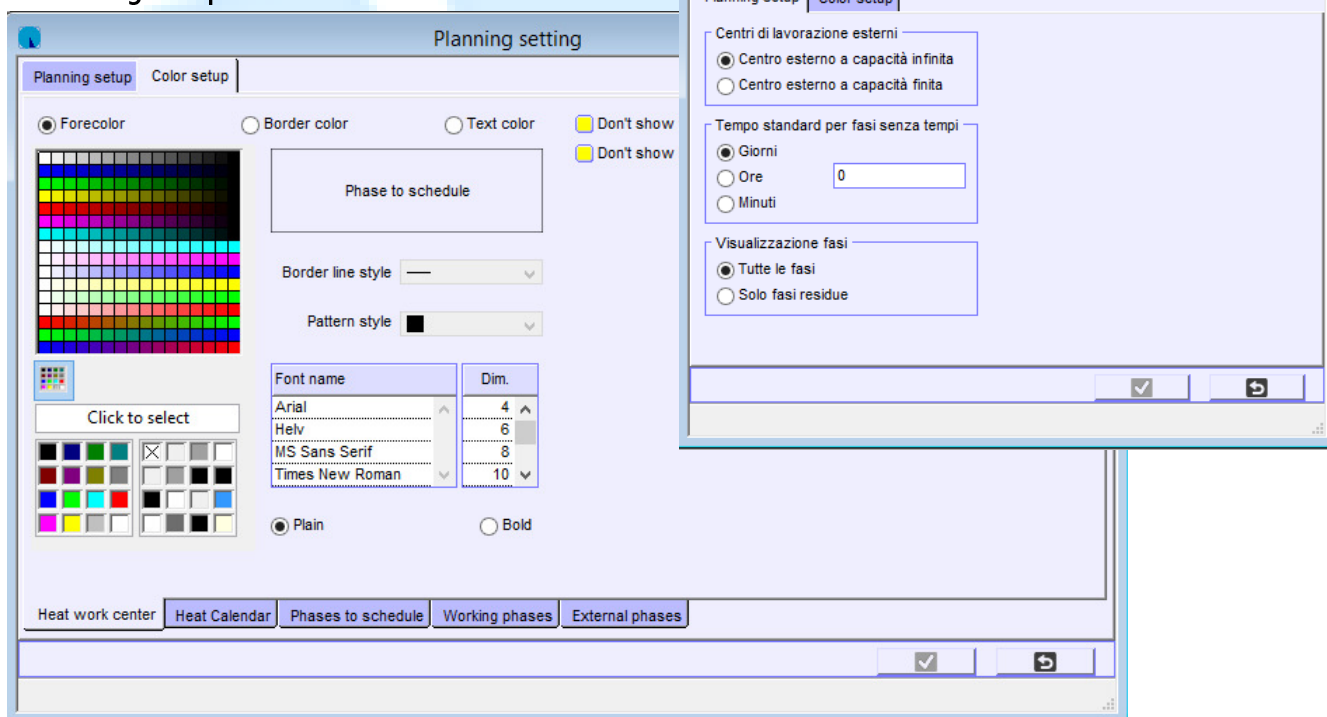 Planning setting
Planning setup Color setup
Forecolor Border color Text color Don't show
Don't show
Phase to schedule
Border line style
Pattern style
Font name Dim.
Arial 4
Helv 6
MS Sans Serif 8
Times New Roman 10
Click to select
Plain Bold
Heat work center Heat Calendar Phases to schedule Working phases External phases
Planning setup Color setup
Centri di lavorazione esterni
Centro esterno a capacità infinita
Centro esterno a capacità finita
Tempo standard per fasi senza tempi
Giorni
Ore 0
Minuti
Visualizzazione fasi
Tutte le fasi
Solo fasi residue